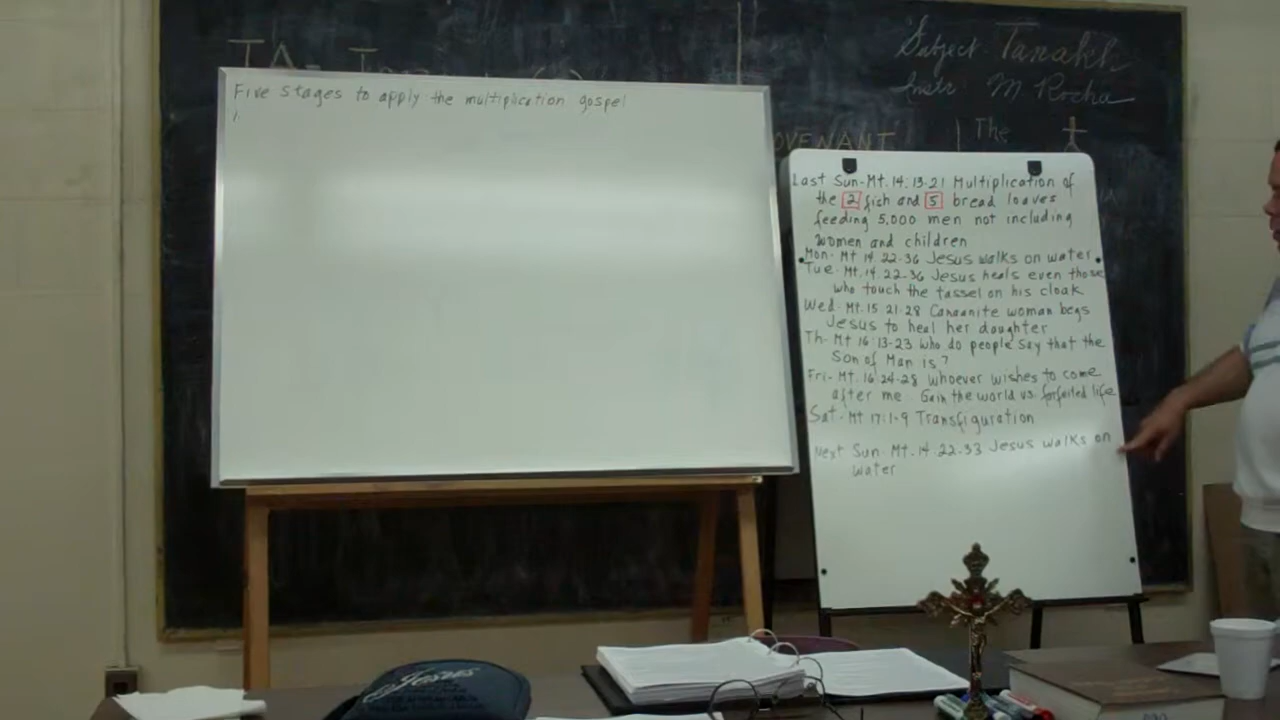 Subject Tanakh
Instr M Rocha
OVENANT | The
Five stages to apply the multiplication gospel
1.
Last Sun-Mt. 14:13-21 Multiplication of
the 2 fish and 5 bread loaves
feeding 5,000 men not including
women and children
Mon- Mt 14:22-36 Jesus walks on water
Tue- Mt. 14:22-36 Jesus heals even those
who touch the tassel on his cloak
Wed- Mt. 15 21-28 Canaanite woman begs
Jesus to heal her daughter
Th- Mt 16:13-23 Who do people say that the
Son of Man is?
Fri- Mt. 16:24-28 Whoever wishes to come
after me. Gain the world vs. forfeited life
Sat- Mt 17:1-9 Transfiguration
Next Sun- Mt. 14:22-33 Jesus walks on
water
Jesus